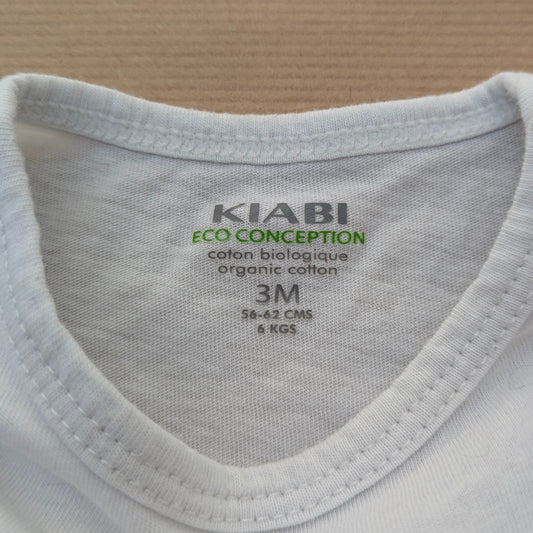 KIABI
ECO CONCEPTION
coton biologique
organic cotton
3M
56-62 CMS
6 KGS